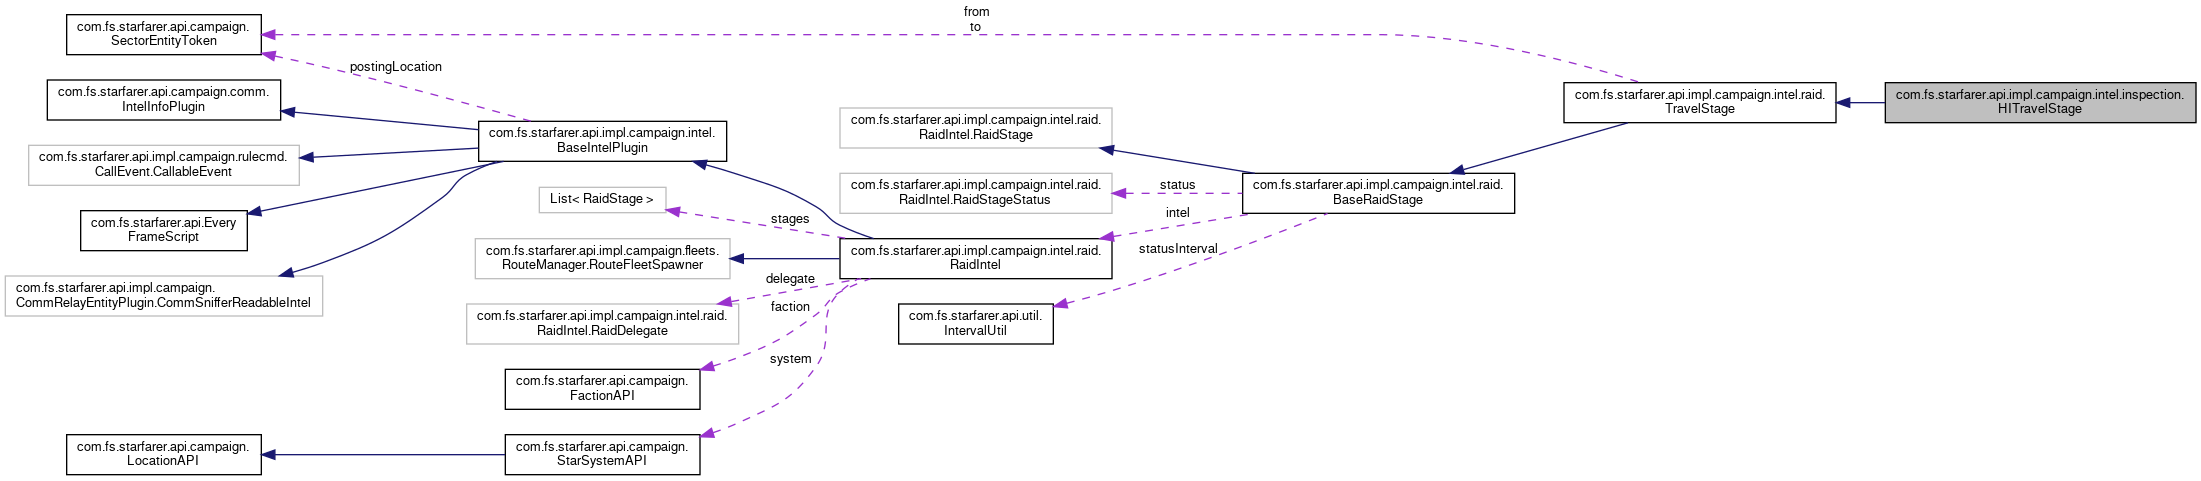 from
to
com.fs.starfarer.api.campaign.
SectorEntityToken
postingLocation
com.fs.starfarer.api.campaign.comm.
IntelInfoPlugin
com.fs.starfarer.api.impl.campaign.rulecmd.
CallEvent.CallableEvent
com.fs.starfarer.api.Every
FrameScript
com.fs.starfarer.api.impl.campaign.
CommRelayEntityPlugin.CommSnifferReadableIntel
com.fs.starfarer.api.campaign.
LocationAPI
com.fs.starfarer.api.impl.campaign.intel.
BaseIntelPlugin
List< RaidStage >
stages
com.fs.starfarer.api.impl.campaign.fleets.
RouteManager.RouteFleetSpawner
delegate
com.fs.starfarer.api.impl.campaign.intel.raid.
RaidIntel.RaidDelegate
faction
com.fs.starfarer.api.campaign.
FactionAPI
system
com.fs.starfarer.api.campaign.
StarSystemAPI
com.fs.starfarer.api.impl.campaign.intel.raid.
RaidIntel.RaidStage
com.fs.starfarer.api.impl.campaign.intel.raid.
RaidIntel.RaidStageStatus
com.fs.starfarer.api.impl.campaign.intel.raid.
RaidIntel
com.fs.starfarer.api.util.
IntervalUtil
status
intel
statusInterval
com.fs.starfarer.api.impl.campaign.intel.raid.
BaseRaidStage
com.fs.starfarer.api.impl.campaign.intel.raid.
TravelStage
com.fs.starfarer.api.impl.campaign.intel.inspection.
HITravelStage